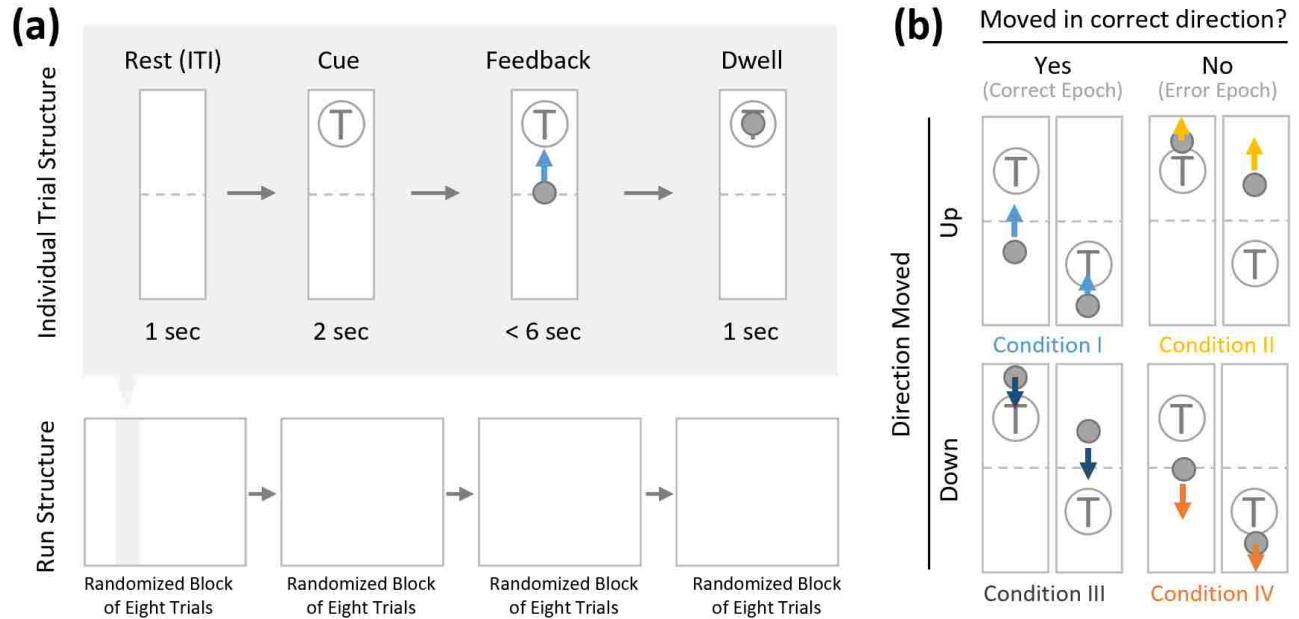 (a)
Individual Trial Structure
Rest (ITI)
Cue
Feedback
Dwell
T
T
T
1 sec
2 sec
< 6 sec
1 sec
Run Structure
Randomized Block
of Eight Trials
Randomized Block
of Eight Trials
Randomized Block
of Eight Trials
Randomized Block
of Eight Trials
(b)
Moved in correct direction?
Yes
No
(Correct Epoch)
(Error Epoch)
Direction Moved
Up
T
T
T
T
Condition I
Condition II
Down
T
T
T
T
Condition III
Condition IV